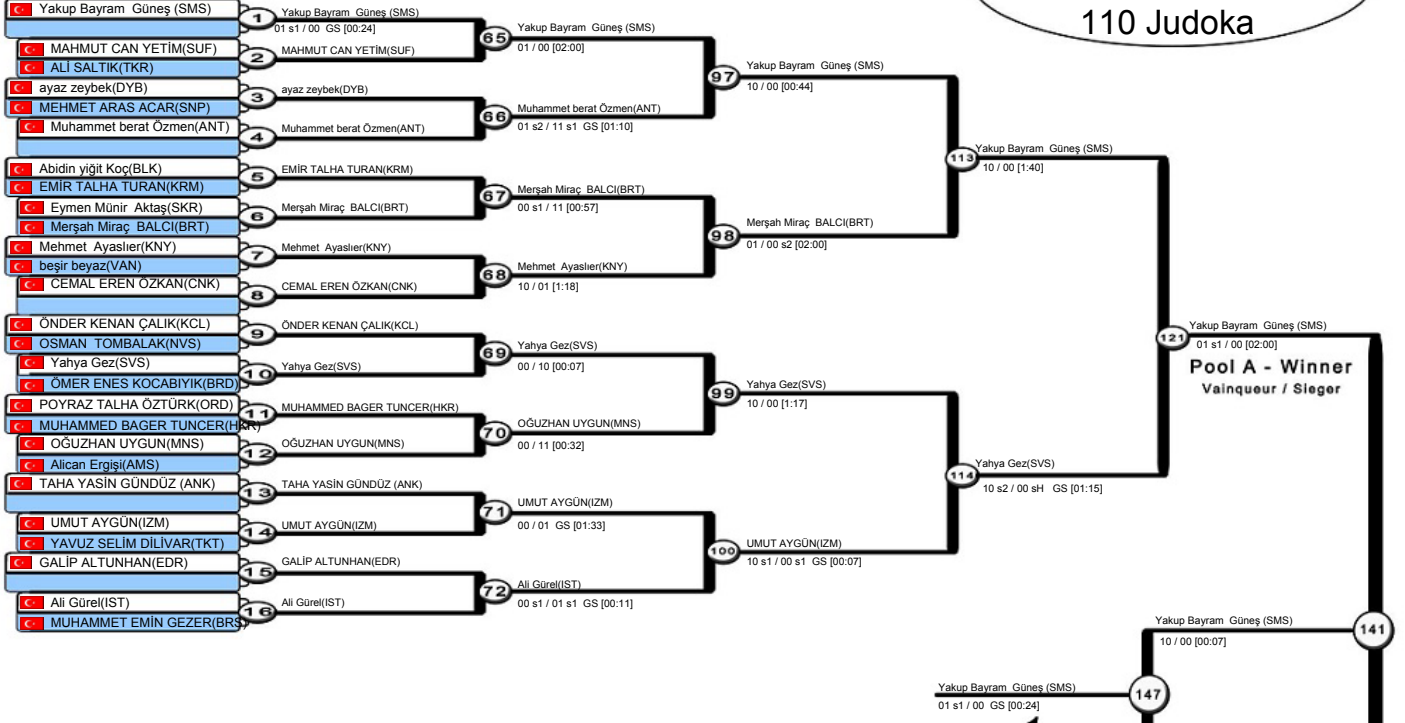 110 Judoka
Yakup Bayram Güneş (SMS)
MAHMUT CAN YETİM(SUF)
ALİ SALTIK(TKR)
ayaz zeybek(DYB)
MEHMET ARAS ACAR(SNP)
Muhammet berat Özmen(ANT)
Abidin yiğit Koç(BLK)
EMİR TALHA TURAN(KRM)
Eymen Münir Aktaş(SKR)
Merşah Miraç BALCI(BRT)
Mehmet Ayaslıer(KNY)
beşir beyaz(VAN)
CEMAL EREN ÖZKAN(CNK)
ÖNDER KENAN ÇALIK(KCL)
OSMAN TOMBALAK(NVS)
Yahya Gez(SVS)
ÖMER ENES KOCABIYIK(BRD)
POYRAZ TALHA ÖZTÜRK(ORD)
MUHAMMED BAGER TUNCER(HKR)
OĞUZHAN UYGUN(MNS)
Alican Ergişi(AMS)
TAHA YASİN GÜNDÜZ (ANK)
UMUT AYGÜN(IZM)
YAVUZ SELİM DİLİVAR(TKT)
GALİP ALTUNHAN(EDR)
Ali Gürel(IST)
MUHAMMET EMİN GEZER(BRS)
1
Yakup Bayram Güneş (SMS)
01 s1 / 00 GS [00:24]
2
MAHMUT CAN YETİM(SUF)
3
ayaz zeybek(DYB)
4
Muhammet berat Özmen(ANT)
5
EMİR TALHA TURAN(KRM)
6
Merşah Miraç BALCI(BRT)
7
Mehmet Ayaslıer(KNY)
8
CEMAL EREN ÖZKAN(CNK)
9
ÖNDER KENAN ÇALIK(KCL)
10
Yahya Gez(SVS)
11
MUHAMMED BAGER TUNCER(HKR)
12
OĞUZHAN UYGUN(MNS)
13
TAHA YASİN GÜNDÜZ (ANK)
14
UMUT AYGÜN(IZM)
15
GALİP ALTUNHAN(EDR)
16
Ali Gürel(IST)
65
Yakup Bayram Güneş (SMS)
01 / 00 [02:00]
66
Muhammet berat Özmen(ANT)
01 s2 / 11 s1 GS [01:10]
67
Merşah Miraç BALCI(BRT)
00 s1 / 11 [00:57]
68
Mehmet Ayaslıer(KNY)
10 / 01 [1:18]
69
Yahya Gez(SVS)
00 / 10 [00:07]
70
OĞUZHAN UYGUN(MNS)
00 / 11 [00:32]
71
UMUT AYGÜN(IZM)
00 / 01 GS [01:33]
72
Ali Gürel(IST)
00 s1 / 01 s1 GS [00:11]
97
Yakup Bayram Güneş (SMS)
10 / 00 [00:44]
98
Merşah Miraç BALCI(BRT)
01 / 00 s2 [02:00]
99
Yahya Gez(SVS)
10 / 00 [1:17]
100
UMUT AYGÜN(IZM)
10 s1 / 00 s1 GS [00:07]
113
Yakup Bayram Güneş (SMS)
10 / 00 [1:40]
114
Yahya Gez(SVS)
10 s2 / 00 sH GS [01:15]
121
Yakup Bayram Güneş (SMS)
01 s1 / 00 [02:00]
Pool A - Winner
Vainqueur / Sieger
Yakup Bayram Güneş (SMS)
10 / 00 [00:07]
141
Yakup Bayram Güneş (SMS)
01 s1 / 00 GS [00:24]
147